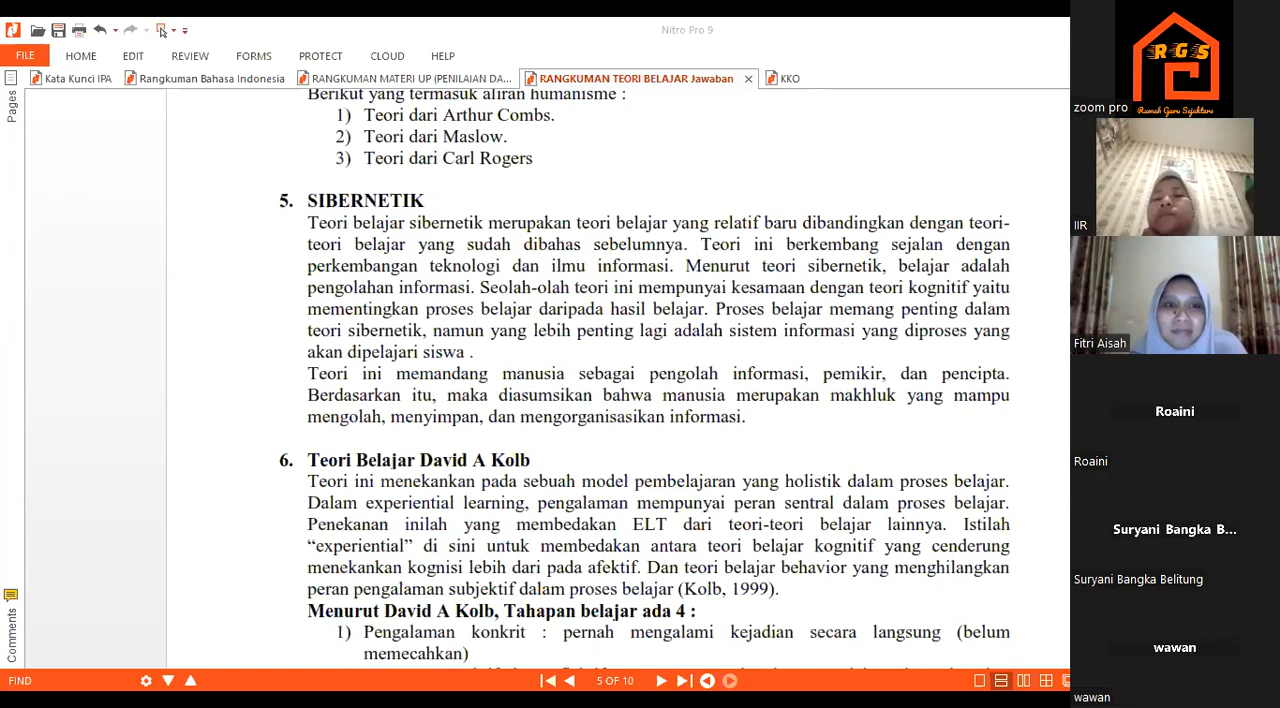 Nitro Pro 9
FILE HOME EDIT REVIEW FORMS PROTECT CLOUD HELP
Kata Kunci IPA Rangkuman Bahasa Indonesia RANGKUMAN MATERI UP (PENILAIAN DA... RANGKUMAN TEORI BELAJAR Jawaban KKO
Pages
Berikut yang termasuk aliran humanisme :
1) Teori dari Arthur Combs.
2) Teori dari Maslow.
3) Teori dari Carl Rogers
5. SIBERNETIK
Teori belajar sibernetik merupakan teori belajar yang relatif baru dibandingkan dengan teori-
teori belajar yang sudah dibahas sebelumnya. Teori ini berkembang sejalan dengan
perkembangan teknologi dan ilmu informasi. Menurut teori sibernetik, belajar adalah
pengolahan informasi. Seolah-olah teori ini mempunyai kesamaan dengan teori kognitif yaitu
mementingkan proses belajar daripada hasil belajar. Proses belajar memang penting dalam
teori sibernetik, namun yang lebih penting lagi adalah sistem informasi yang diproses yang
akan dipelajari siswa .
Teori ini memandang manusia sebagai pengolah informasi, pemikir, dan pencipta.
Berdasarkan itu, maka diasumsikan bahwa manusia merupakan makhluk yang mampu
mengolah, menyimpan, dan mengorganisasikan informasi.
6. Teori Belajar David A Kolb
Teori ini menekankan pada sebuah model pembelajaran yang holistik dalam proses belajar.
Dalam experiential learning, pengalaman mempunyai peran sentral dalam proses belajar.
Penekanan inilah yang membedakan ELT dari teori-teori belajar lainnya. Istilah
“experiential” di sini untuk membedakan antara teori belajar kognitif yang cenderung
menekankan kognisi lebih dari pada afektif. Dan teori belajar behavior yang menghilangkan
peran pengalaman subjektif dalam proses belajar (Kolb, 1999).
Menurut David A Kolb, Tahapan belajar ada 4 :
1) Pengalaman konkrit : pernah mengalami kejadian secara langsung (belum
memecahkan)
Comments
FIND
5 OF 10
RGS
Rumah Guru Sejahtera
zoom pro
IIR
Fitri Aisah
Roaini
Roaini
Suryani Bangka B...
Suryani Bangka Belitung
wawan
wawan